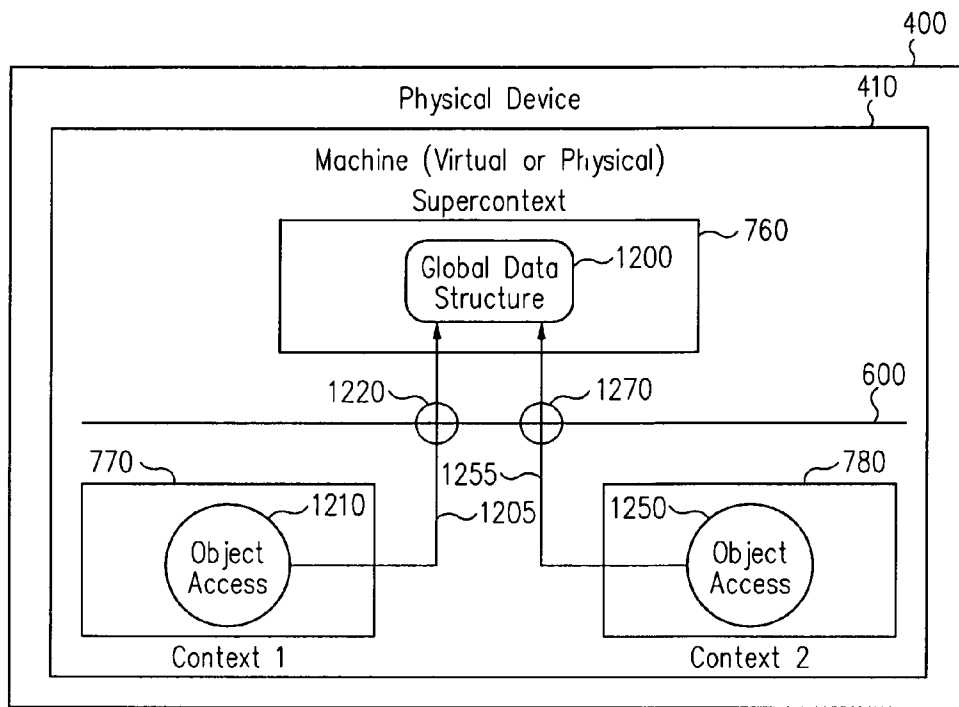 400
Physical Device
410
Machine (Virtual or Physical)
Supercontext
760
Global Data
Structure
1200
1220
1270
600
770
1255
780
1210
1205
1250
Object
Access
Object
Access
Context 1
Context 2